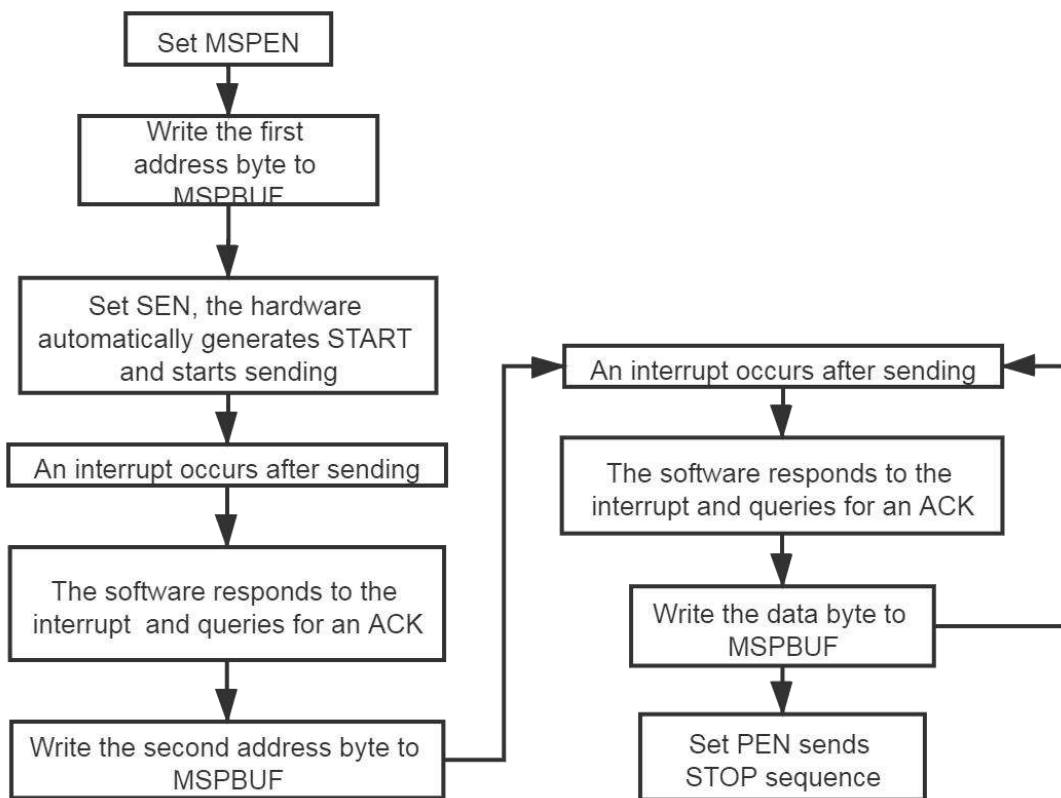 Set MSPEN
Write the first
address byte to
MSPBUF
Set SEN, the hardware
automatically generates START
and starts sending
An interrupt occurs after sending
The software responds to the
interrupt and queries for an ACK
Write the second address byte to
MSPBUF
An interrupt occurs after sending
The software responds to the
interrupt and queries for an ACK
Write the data byte to
MSPBUF
Set PEN sends
STOP sequence